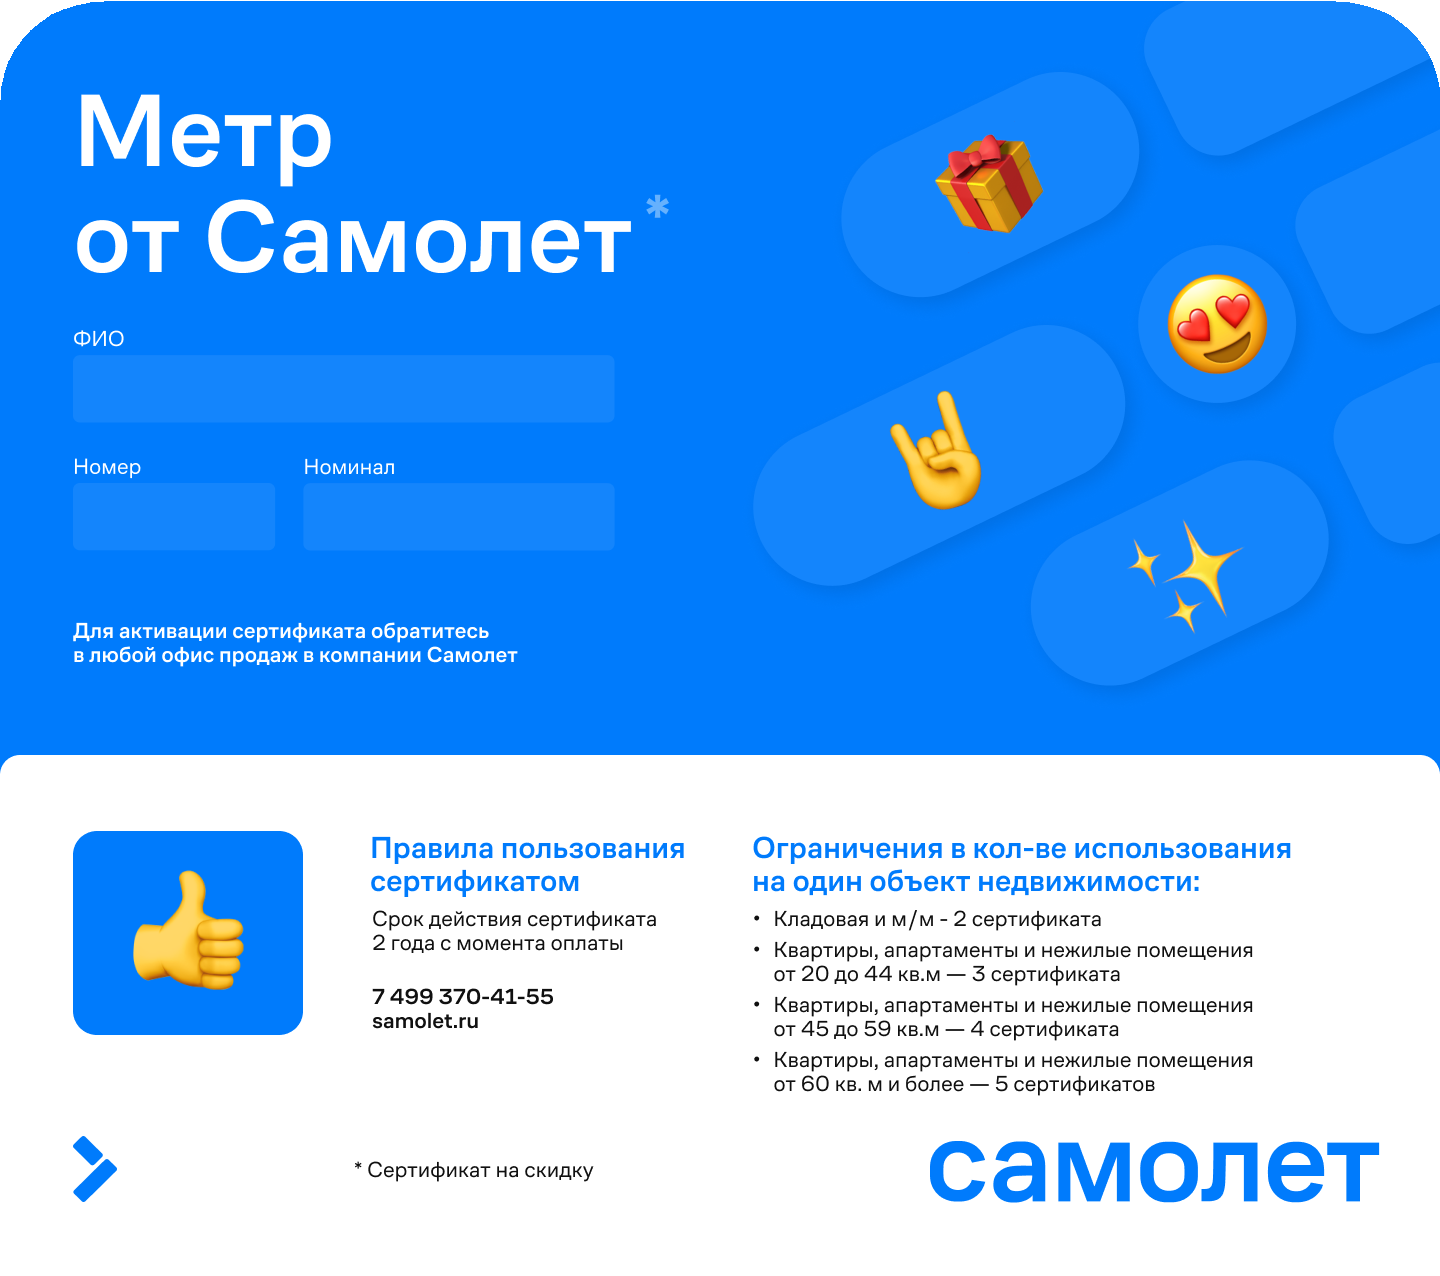 Метр
от Самолет*
ФИО
Номер
Номинал
Для активации сертификата обратитесь
в любой офис продаж в компании Самолет
Правила пользования
сертификатом
Срок действия сертификата
2 года с момента оплаты
7 499 370-41-55
samolet.ru
Ограничения в кол-ве использования
на один объект недвижимости:
• Кладовая и м/м - 2 сертификата
• Квартиры, апартаменты и нежилые помещения
от 20 до 44 кв.м — 3 сертификата
• Квартиры, апартаменты и нежилые помещения
от 45 до 59 кв.м — 4 сертификата
• Квартиры, апартаменты и нежилые помещения
от 60 кв. м и более — 5 сертификатов
* Сертификат на скидку
самолет